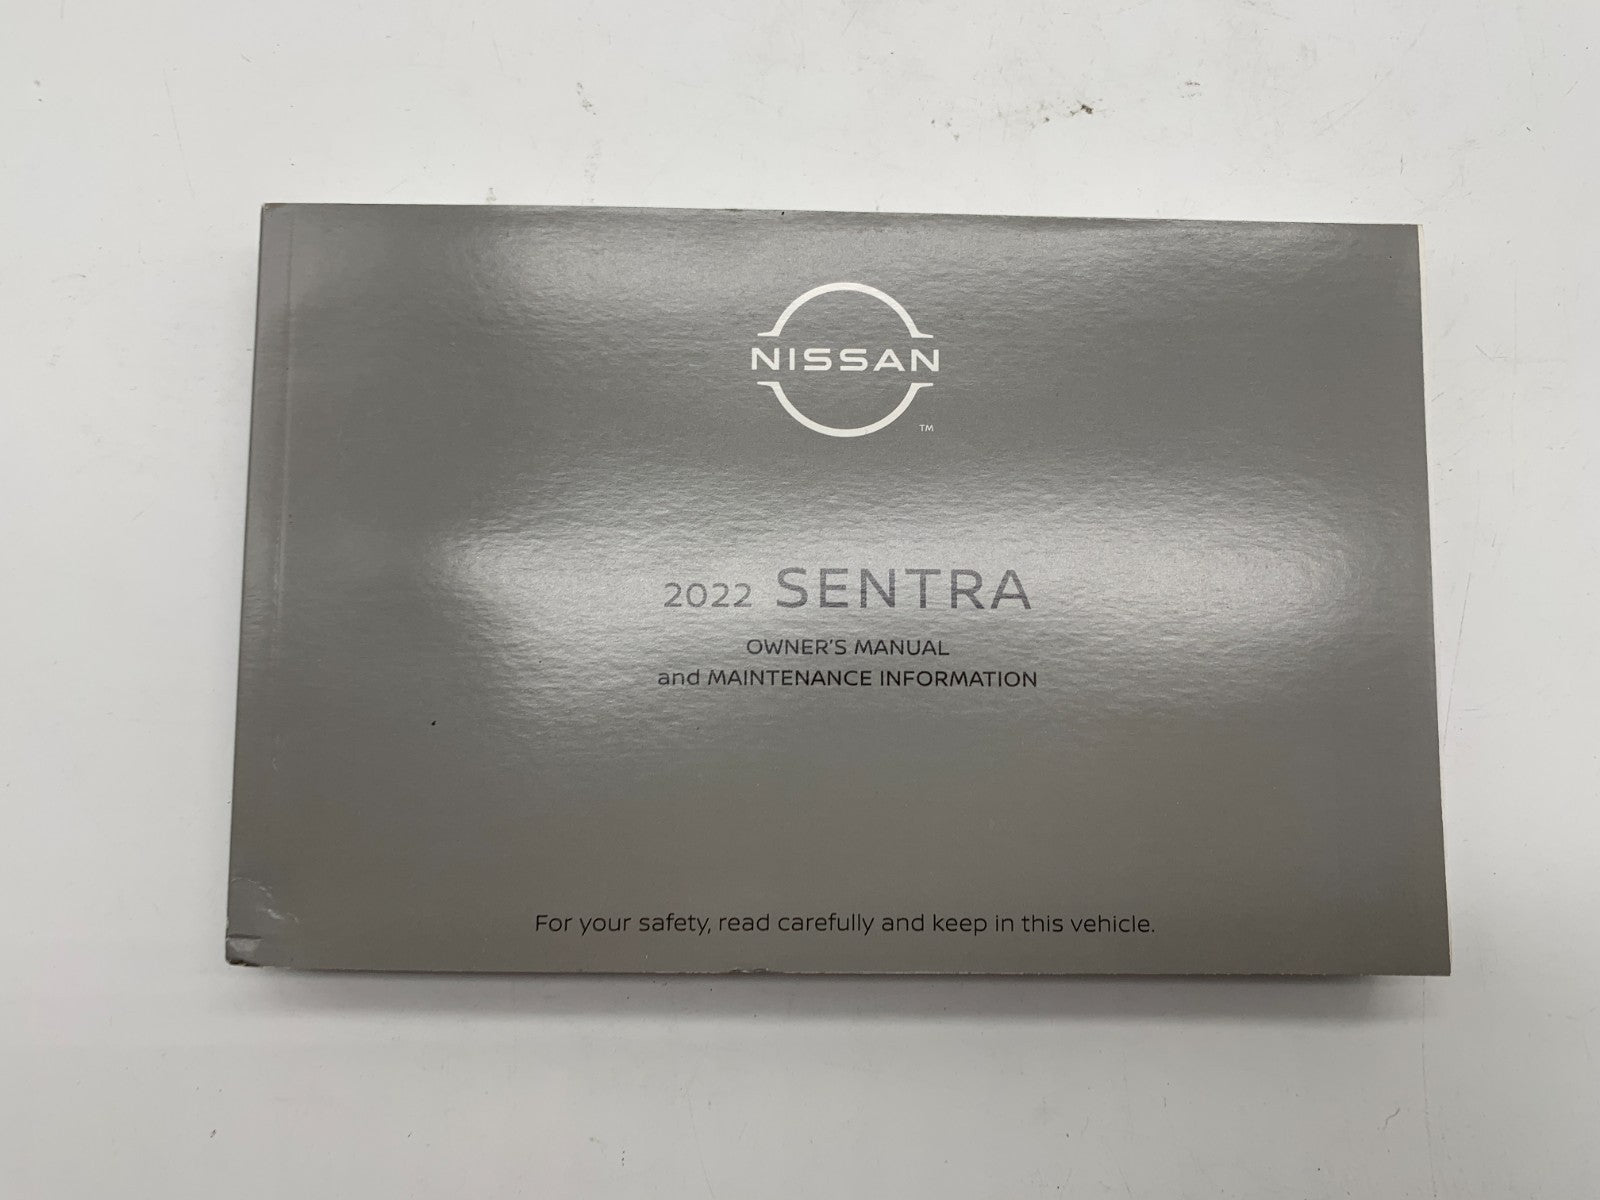 NISSAN
TM
2022 SENTRA
OWNER'S MANUAL
and MAINTENANCE INFORMATION
For your safety, read carefully and keep in this vehicle.